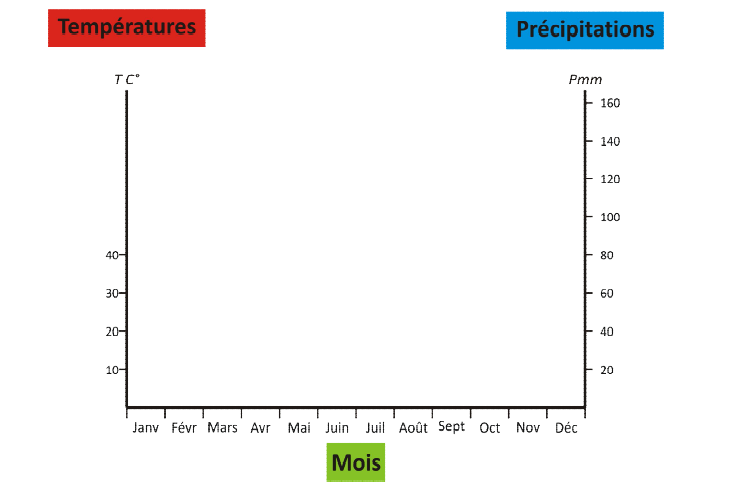 Températures
Précipitations
T C°
Pmm
160
140
120
100
40
80
30
60
20
40
10
20
Janv Févr Mars Avr Mai Juin Juil Août Sept Oct Nov Déc
Mois